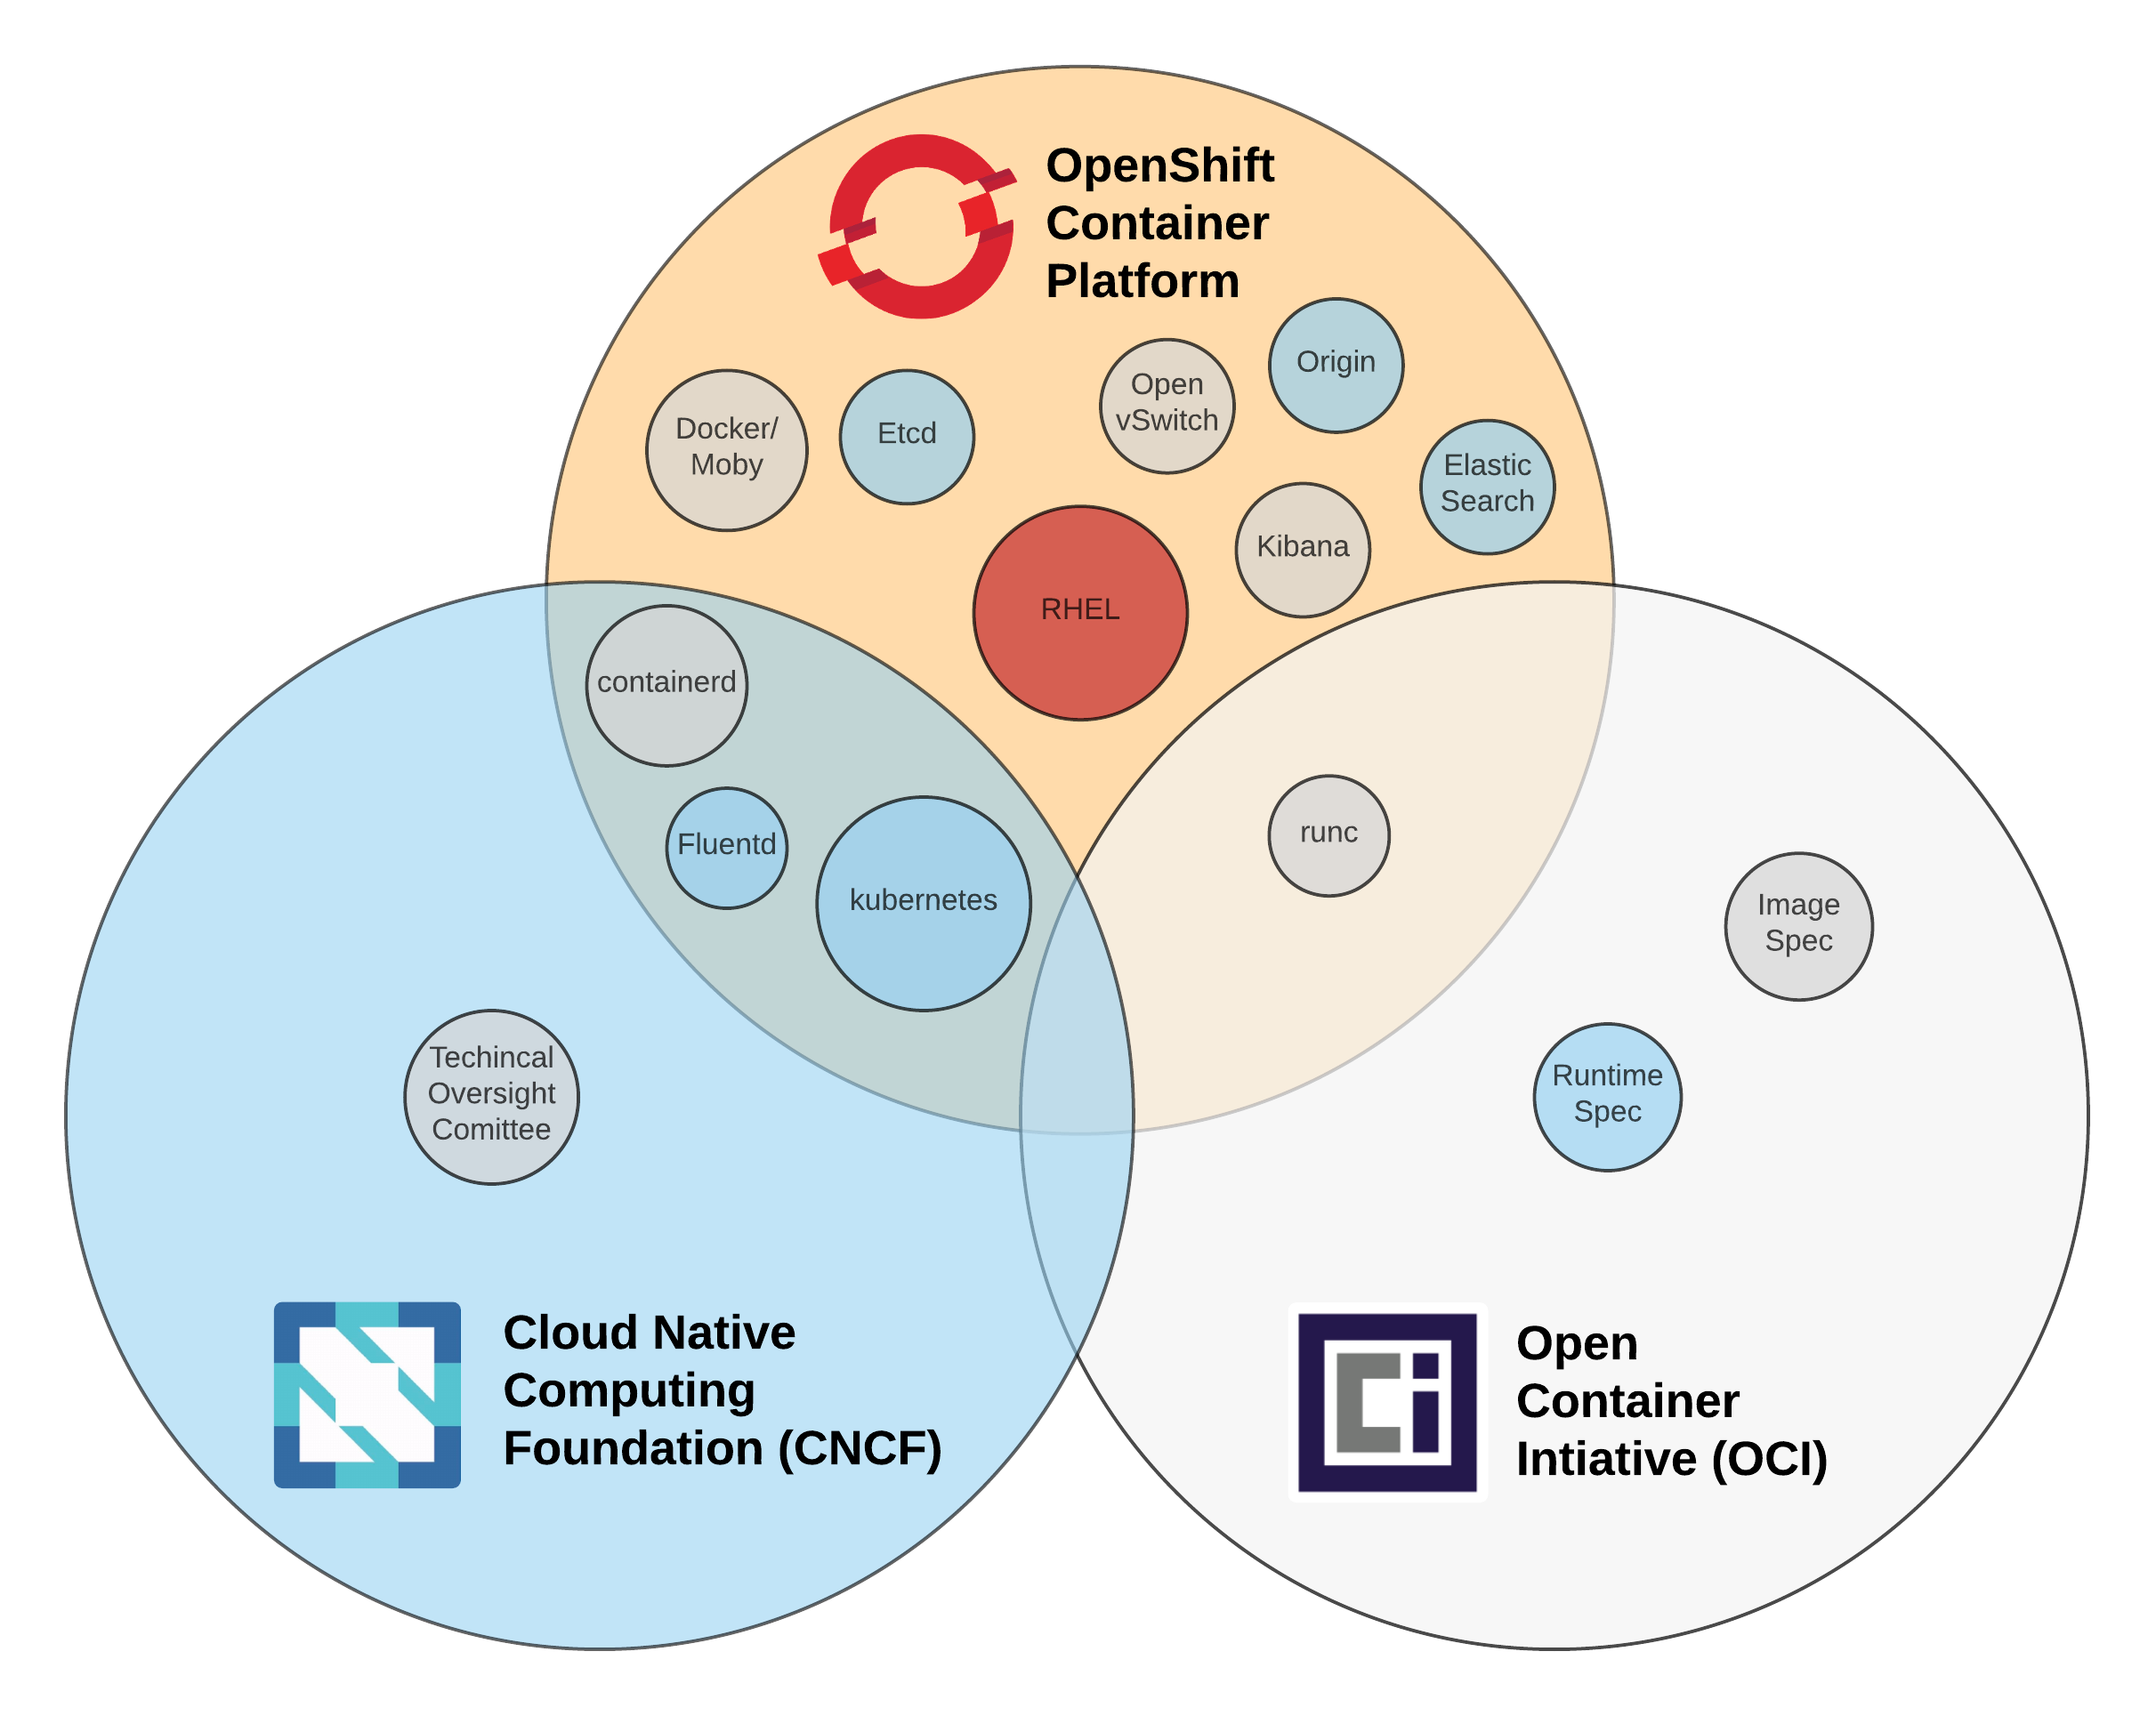 OpenShift
Container
Platform
Origin
Open
vSwitch
Docker/
Moby
Etcd
Elastic
Search
Kibana
RHEL
containerd
Fluentd
kubernetes
runc
Image
Spec
Runtime
Spec
Techincal
Oversight
Comittee
Cloud Native
Computing
Foundation (CNCF)
Open
Container
Intiative (OCI)